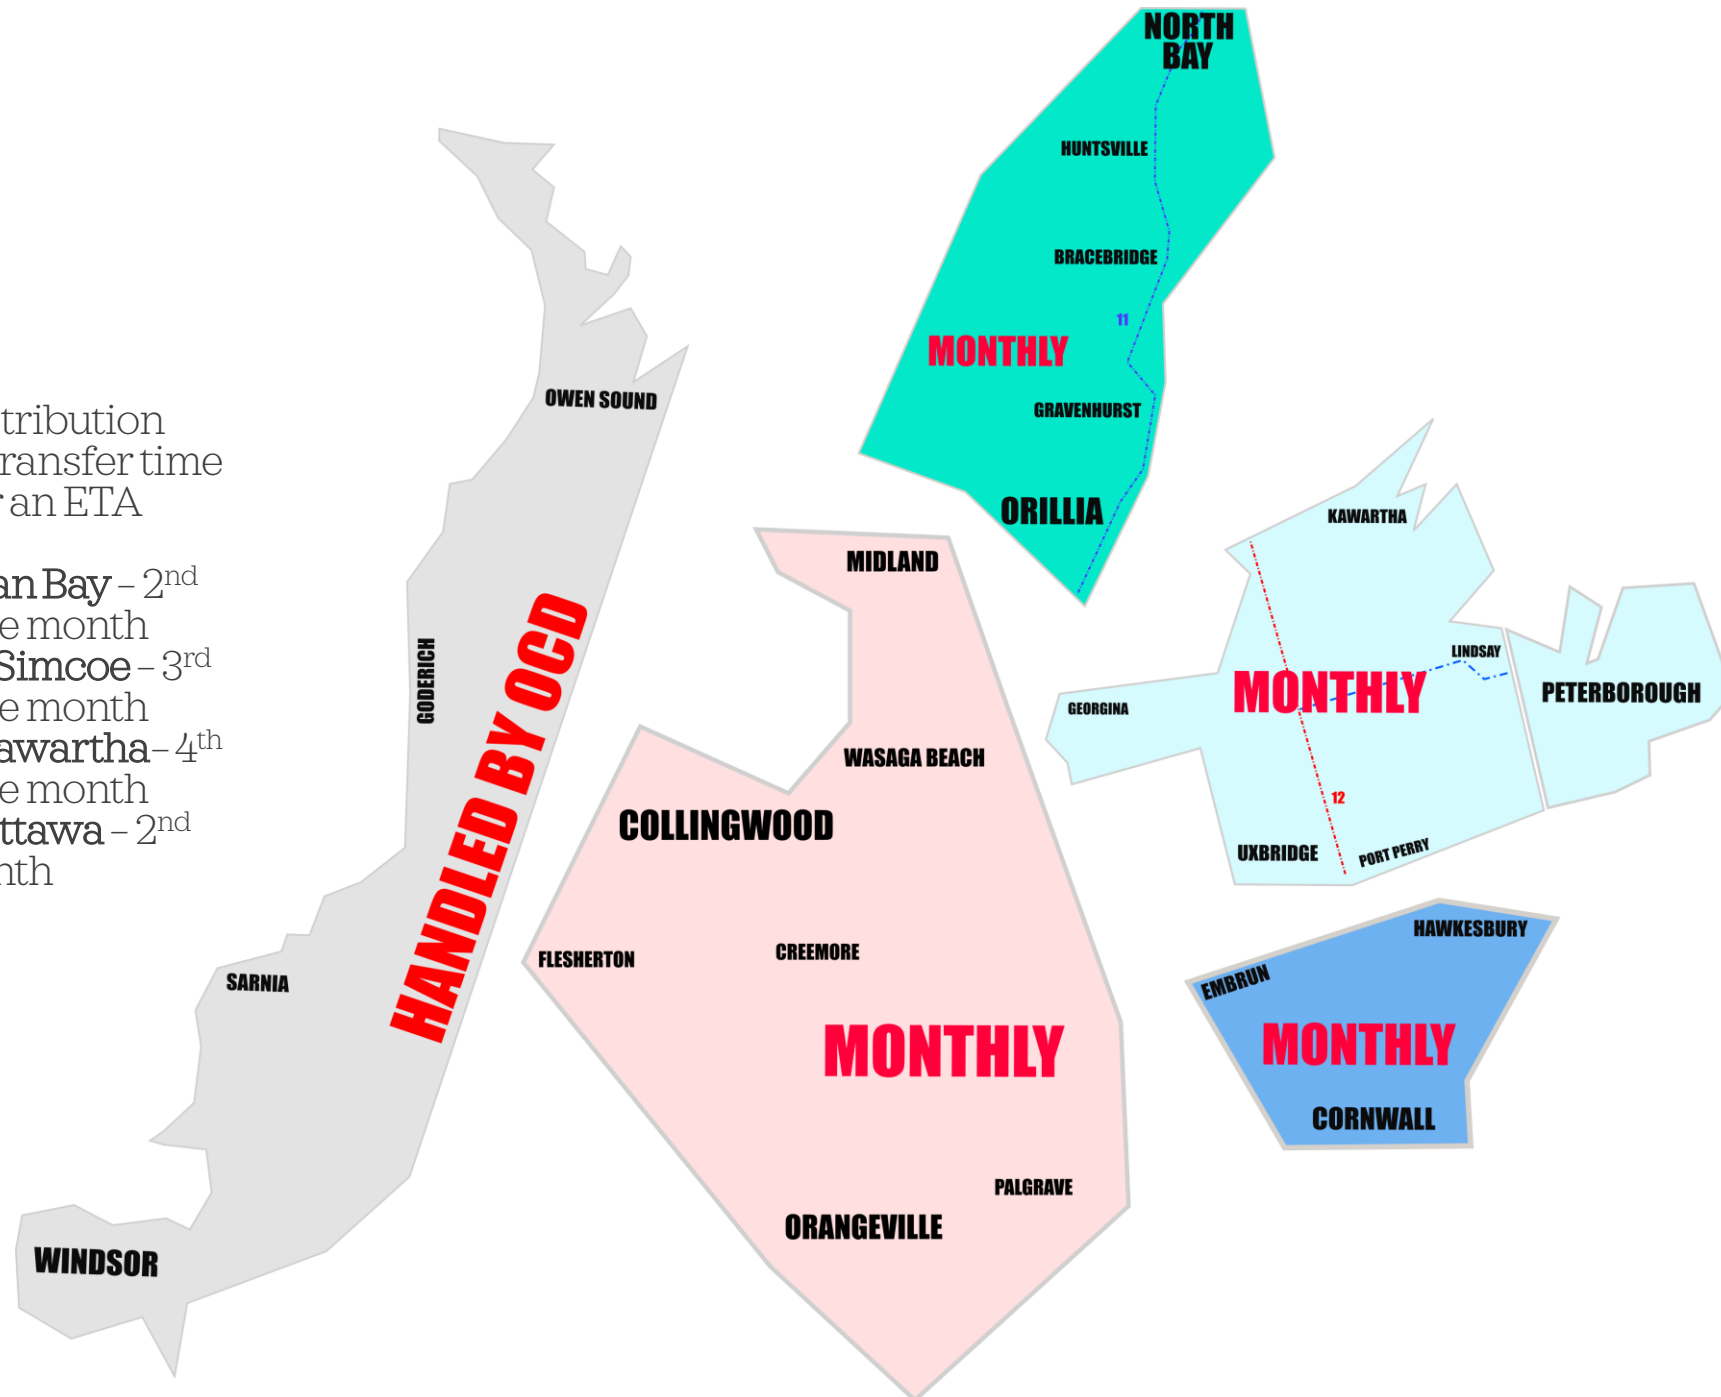 tribution
ransfer time
r an ETA
an Bay – 2nd
e month
Simcoe – 3rd
e month
awartha– 4th
e month
ttawa – 2nd
nth
OWEN SOUND
GODERICH
HANDLED BY OCD
SARNIA
WINDSOR
NORTH
BAY
HUNTSVILLE
BRACEBRIDGE
11
MONTHLY
GRAVENHURST
ORILLIA
MIDLAND
WASAGA BEACH
COLLINGWOOD
FLESHERTON
CREEMORE
MONTHLY
PALGRAVE
ORANGEVILLE
KAWARTHA
LINDSAY
MONTHLY
PETERBOROUGH
GEORGINA
12
UXBRIDGE
PORT PERRY
HAWKESBURY
EMBRUN
MONTHLY
CORNWALL